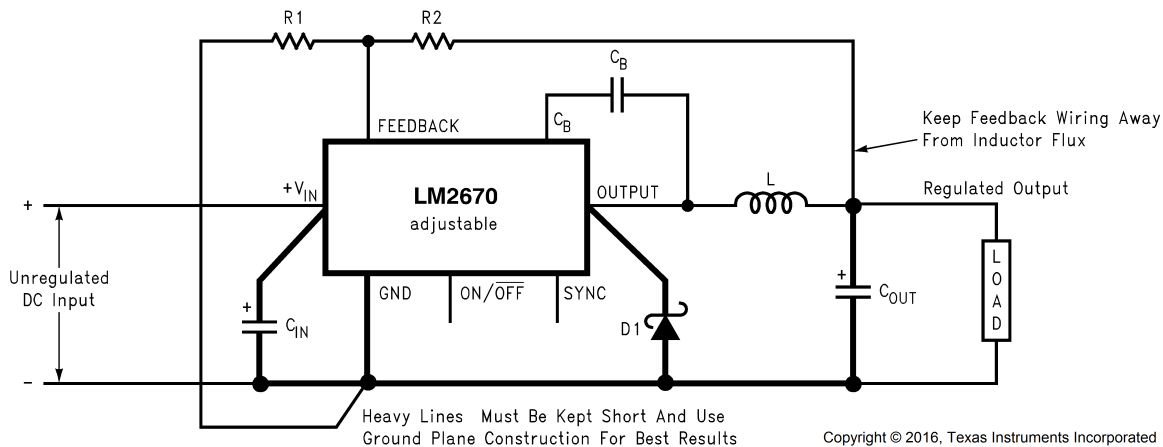 R1
R2
C_B
FEEDBACK
C_B
Keep Feedback Wiring Away
From Inductor Flux
+V_IN
LM2670
adjustable
OUTPUT
L
Regulated Output
+
Unregulated
DC Input
−
+
C_IN
GND
ON/O̅F̅F̅
SYNC
D1
+
C_OUT
LOAD
Heavy Lines Must Be Kept Short And Use
Ground Plane Construction For Best Results
Copyright © 2016, Texas Instruments Incorporated